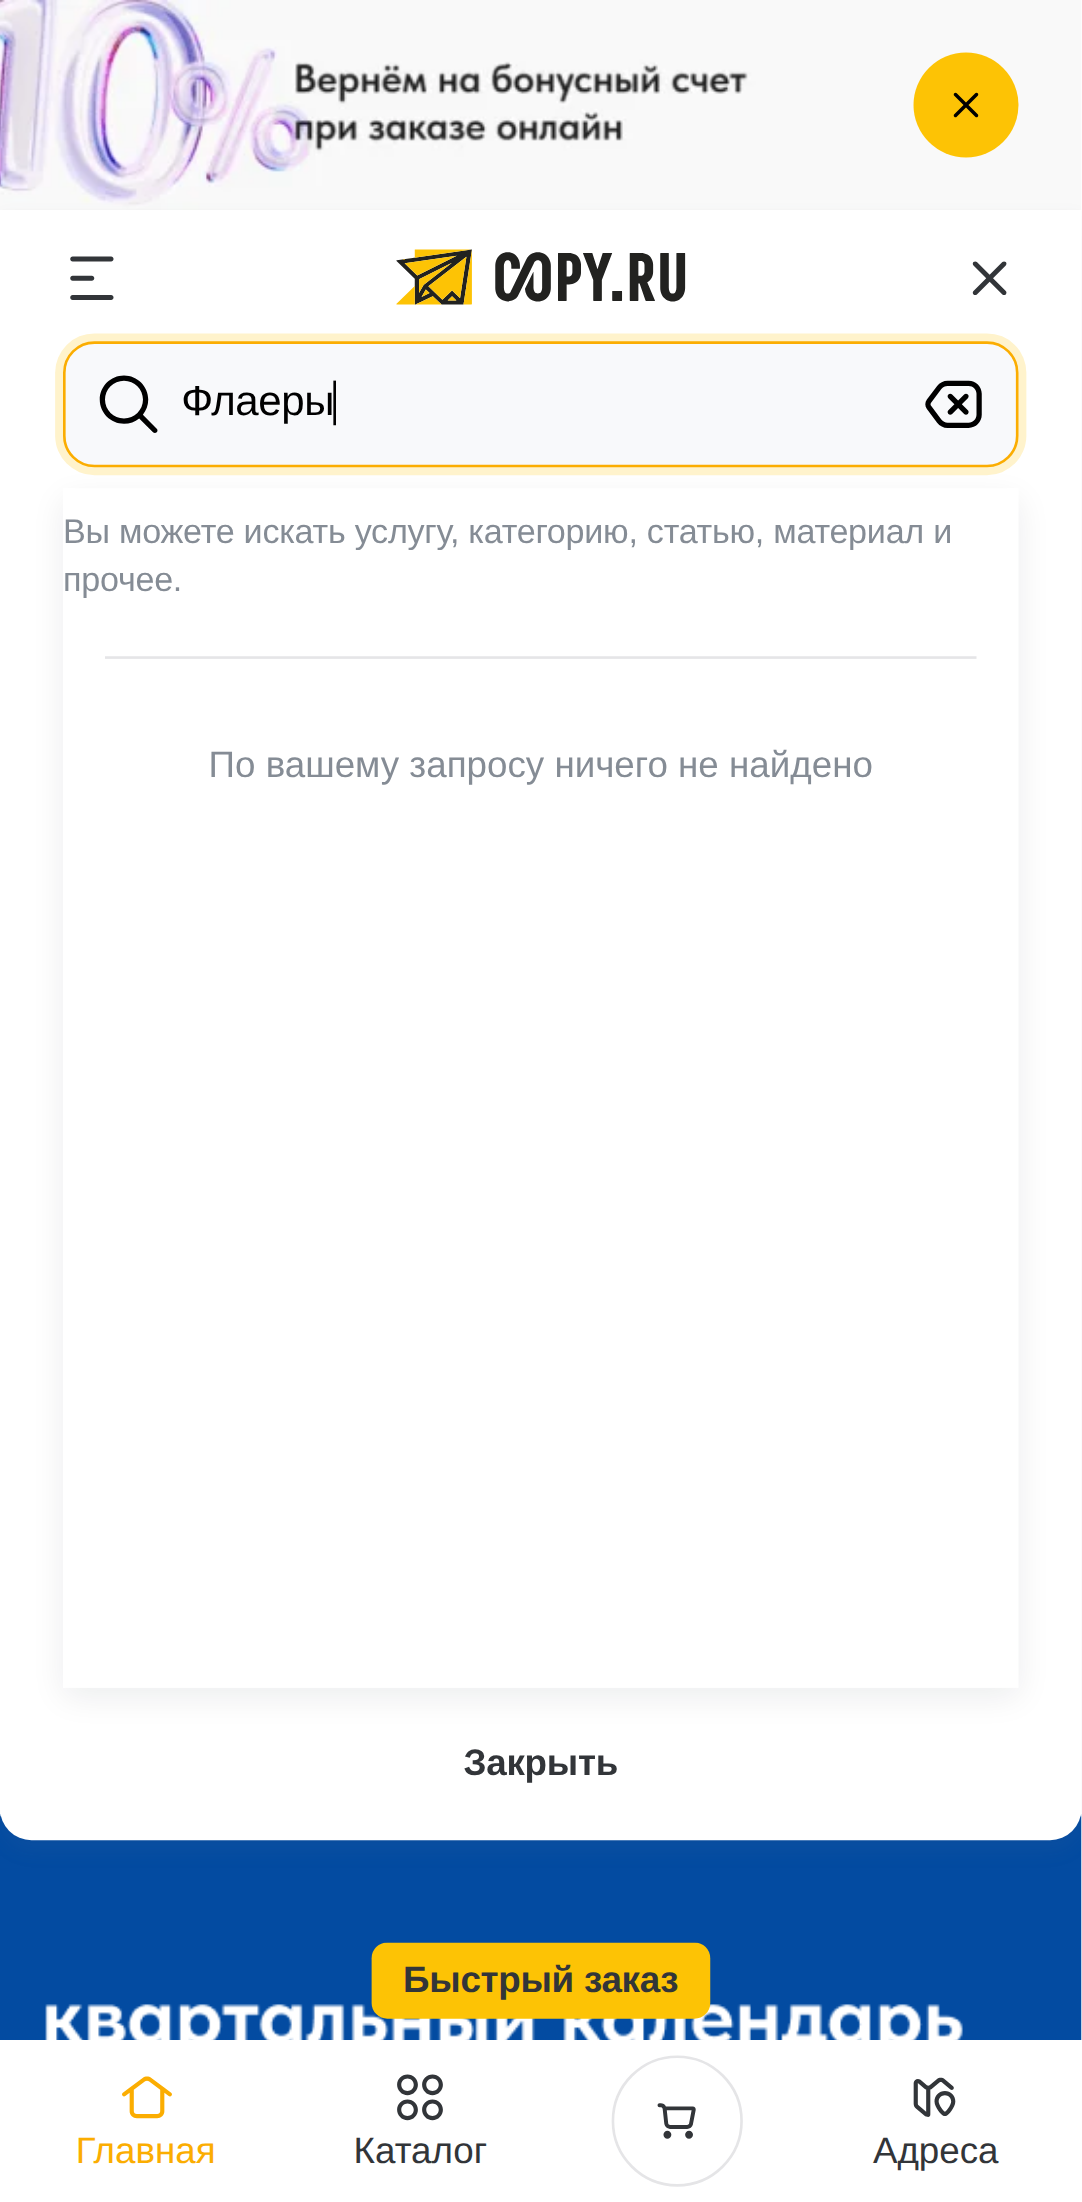 10%
Вернём на бонусный счет
при заказе онлайн
COPY.RU
Флаеры
Вы можете искать услугу, категорию, статью, материал и
прочее.
По вашему запросу ничего не найдено
Закрыть
Быстрый заказ
квартальный календарь
Главная
Каталог
Адреса